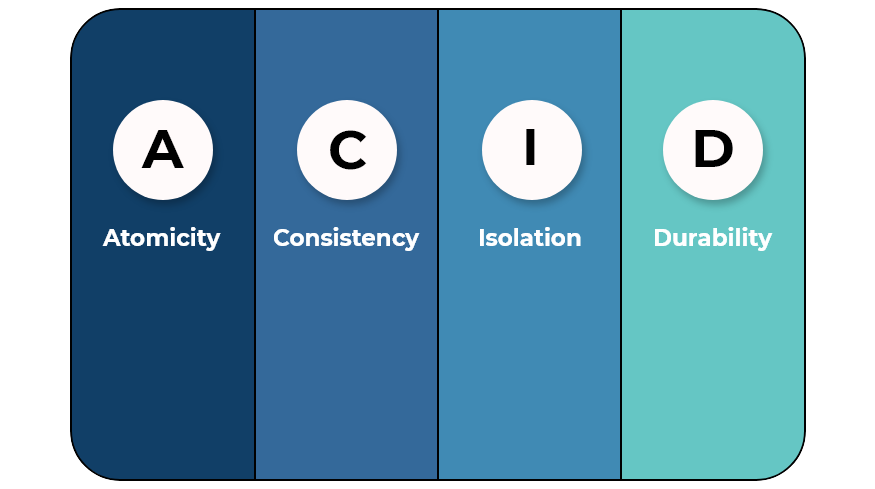 A
C
I
D
Atomicity
Consistency
Isolation
Durability